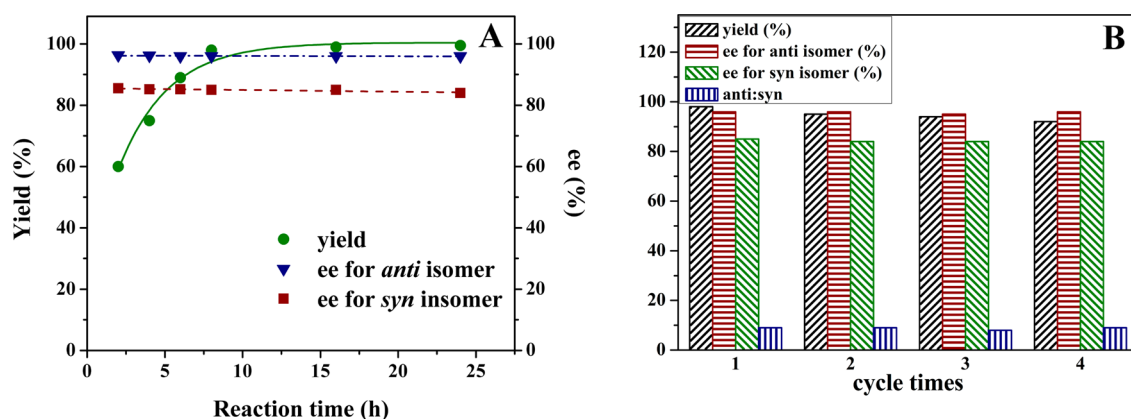 A
100
80
60
40
20
0
Yield (%)
100
80
60
40
20
0
ee (%)
yield
ee for anti isomer
ee for syn insomer
0 5 10 15 20 25
Reaction time (h)
B
yield (%)
ee for anti isomer (%)
ee for syn isomer (%)
anti:syn
120
100
80
60
40
20
0
1 2 3 4
cycle times